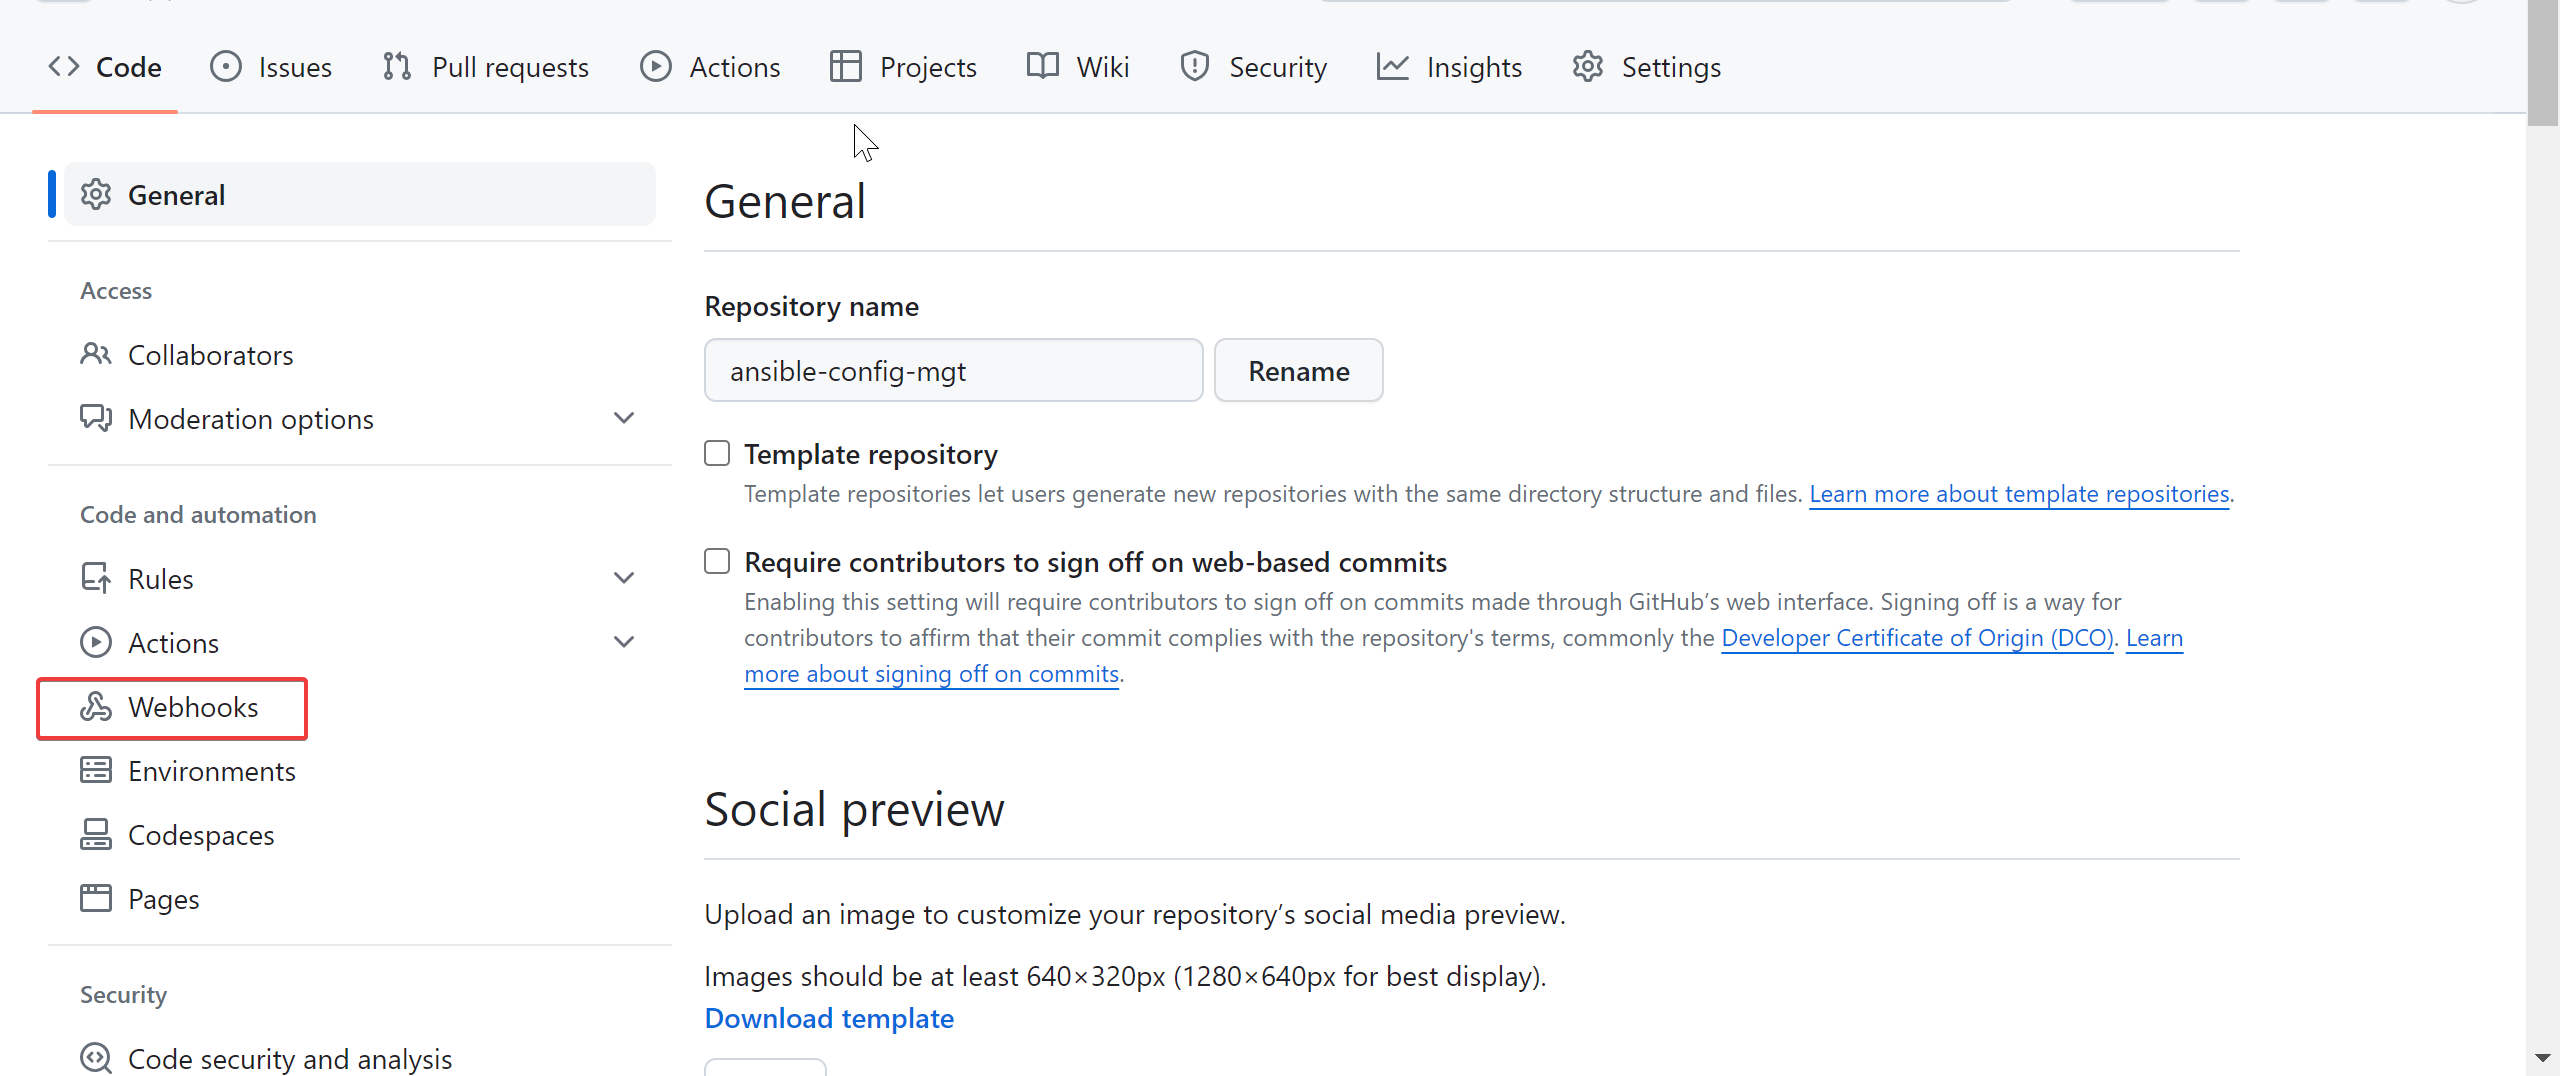 Code Issues Pull requests Actions Projects Wiki Security Insights Settings
General
Access
Collaborators
Moderation options
Code and automation
Rules
Actions
Webhooks
Environments
Codespaces
Pages
Security
Code security and analysis
General
Repository name
ansible-config-mgt Rename
Template repository
Template repositories let users generate new repositories with the same directory structure and files. Learn more about template repositories.
Require contributors to sign off on web-based commits
Enabling this setting will require contributors to sign off on commits made through GitHub’s web interface. Signing off is a way for
contributors to affirm that their commit complies with the repository's terms, commonly the Developer Certificate of Origin (DCO). Learn
more about signing off on commits.
Social preview
Upload an image to customize your repository’s social media preview.
Images should be at least 640×320px (1280×640px for best display).
Download template